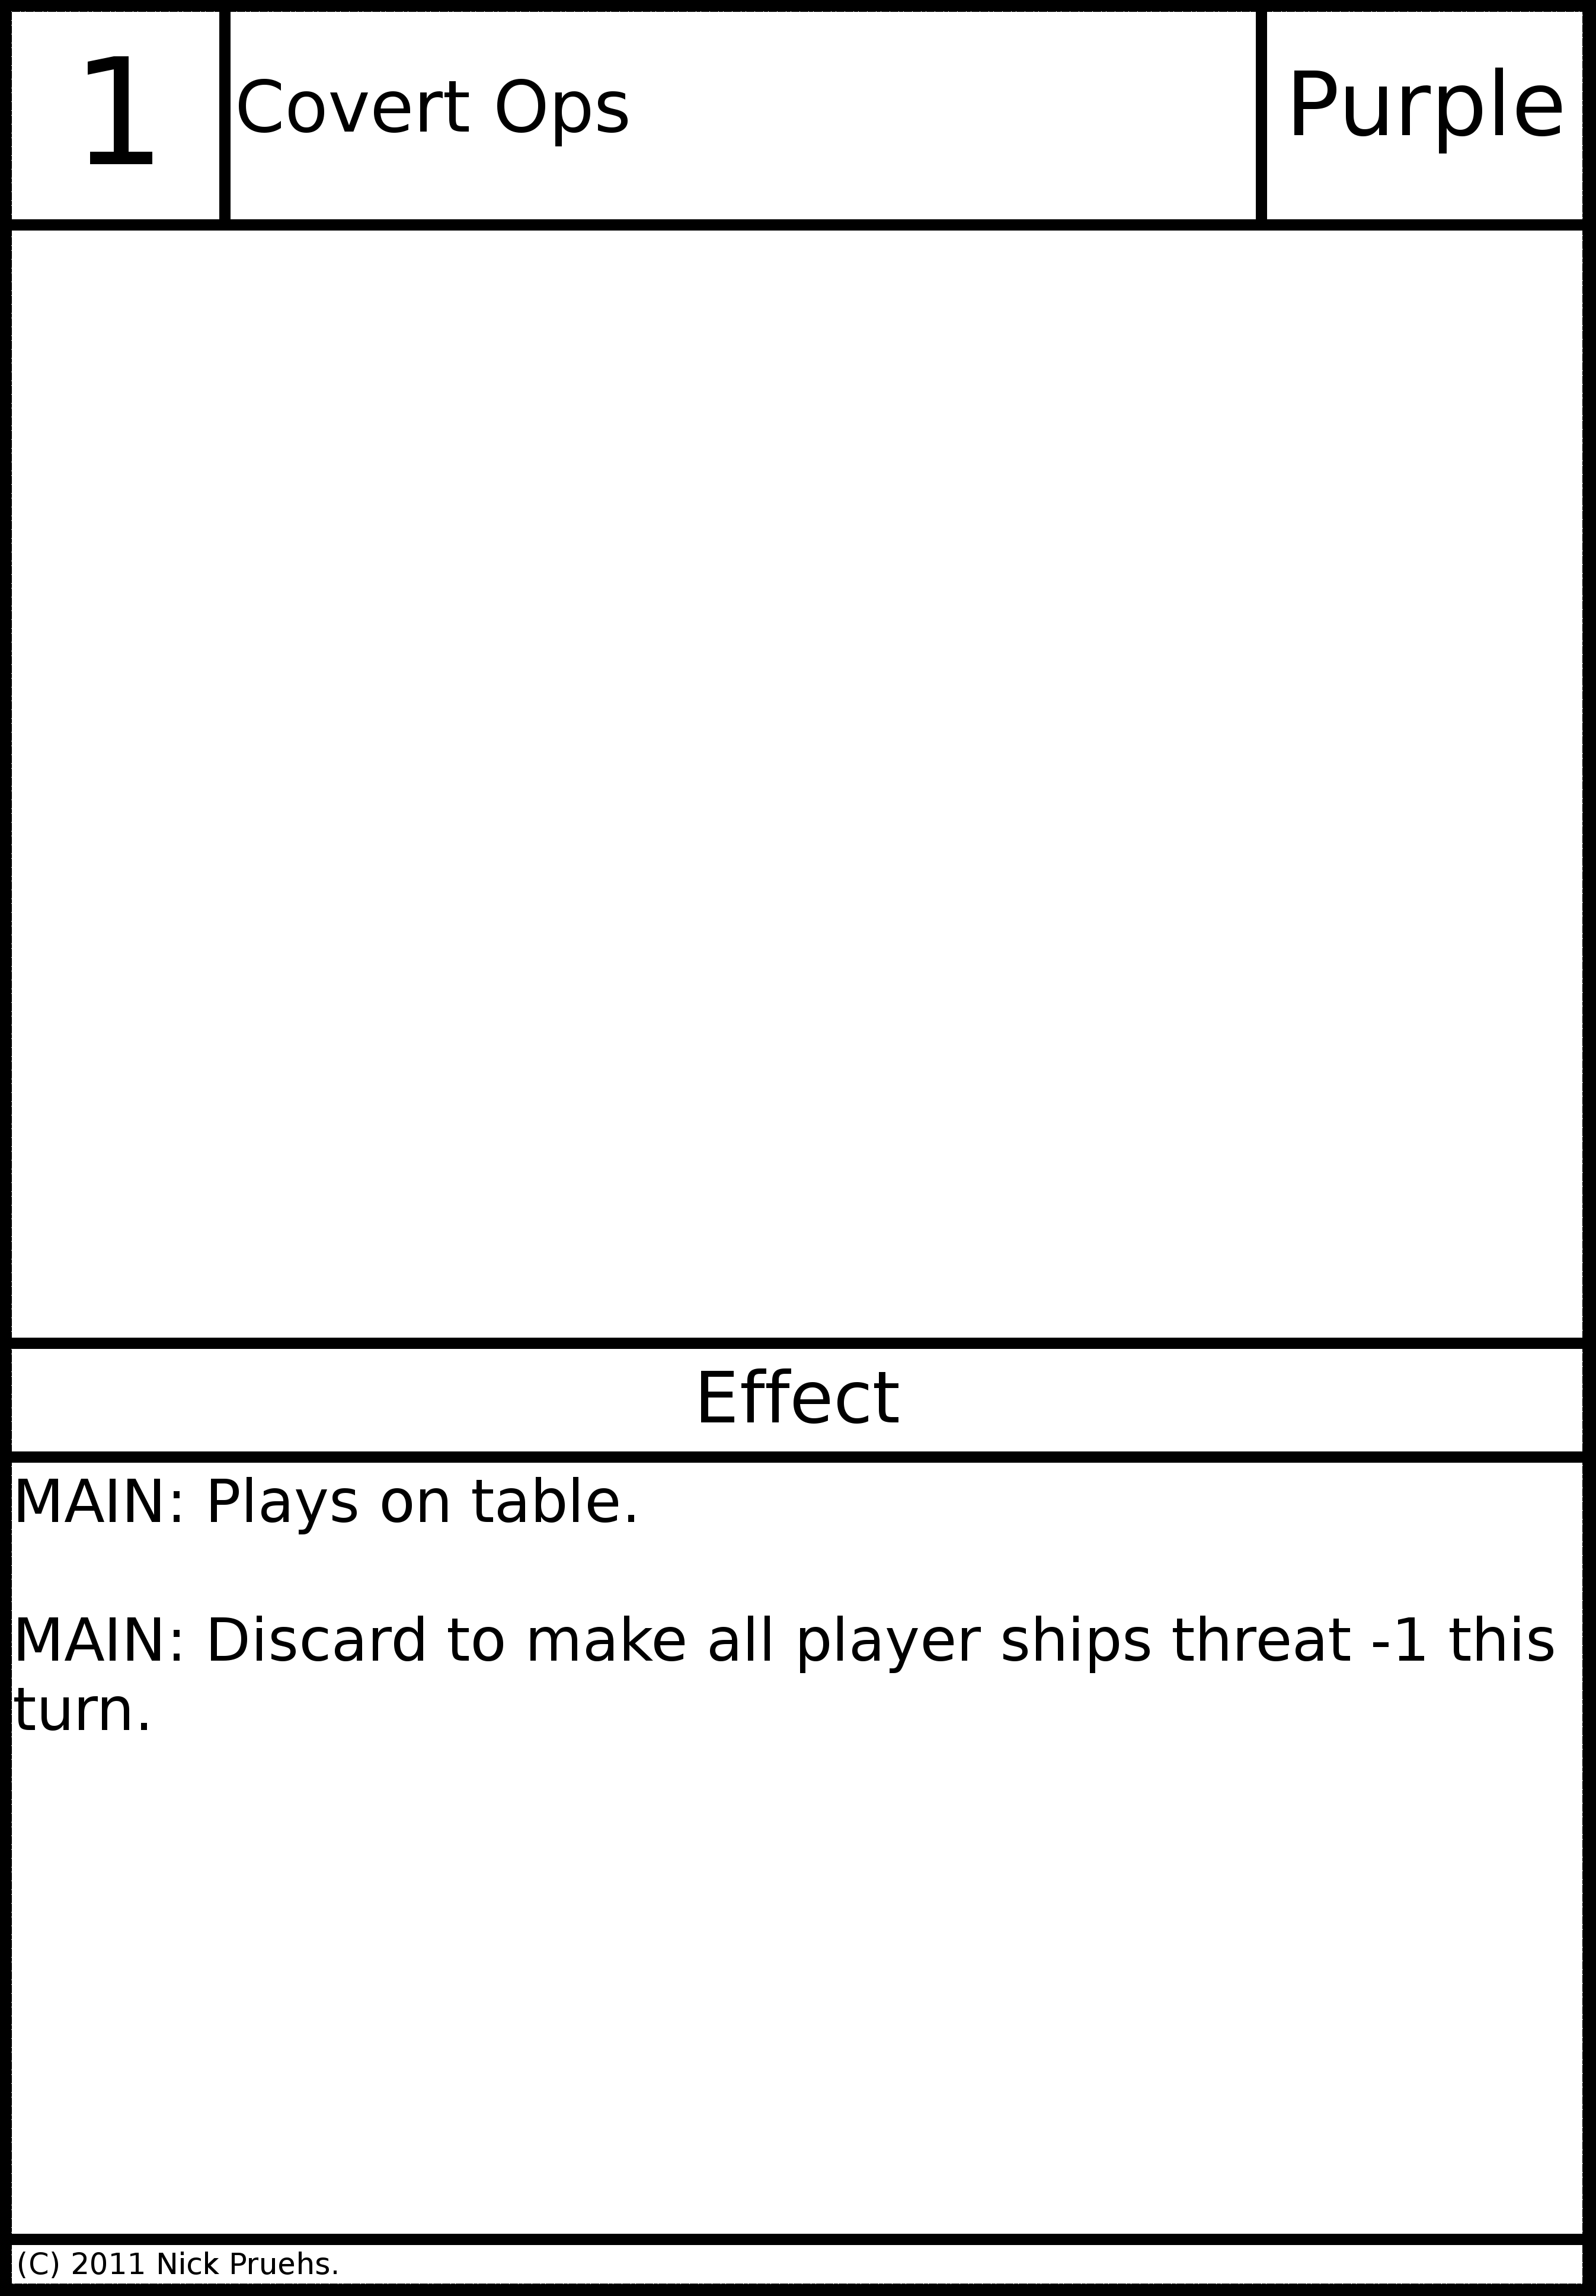 1
Covert Ops
Purple
Effect
MAIN: Plays on table.
MAIN: Discard to make all player ships threat -1 this
turn.
(C) 2011 Nick Pruehs.